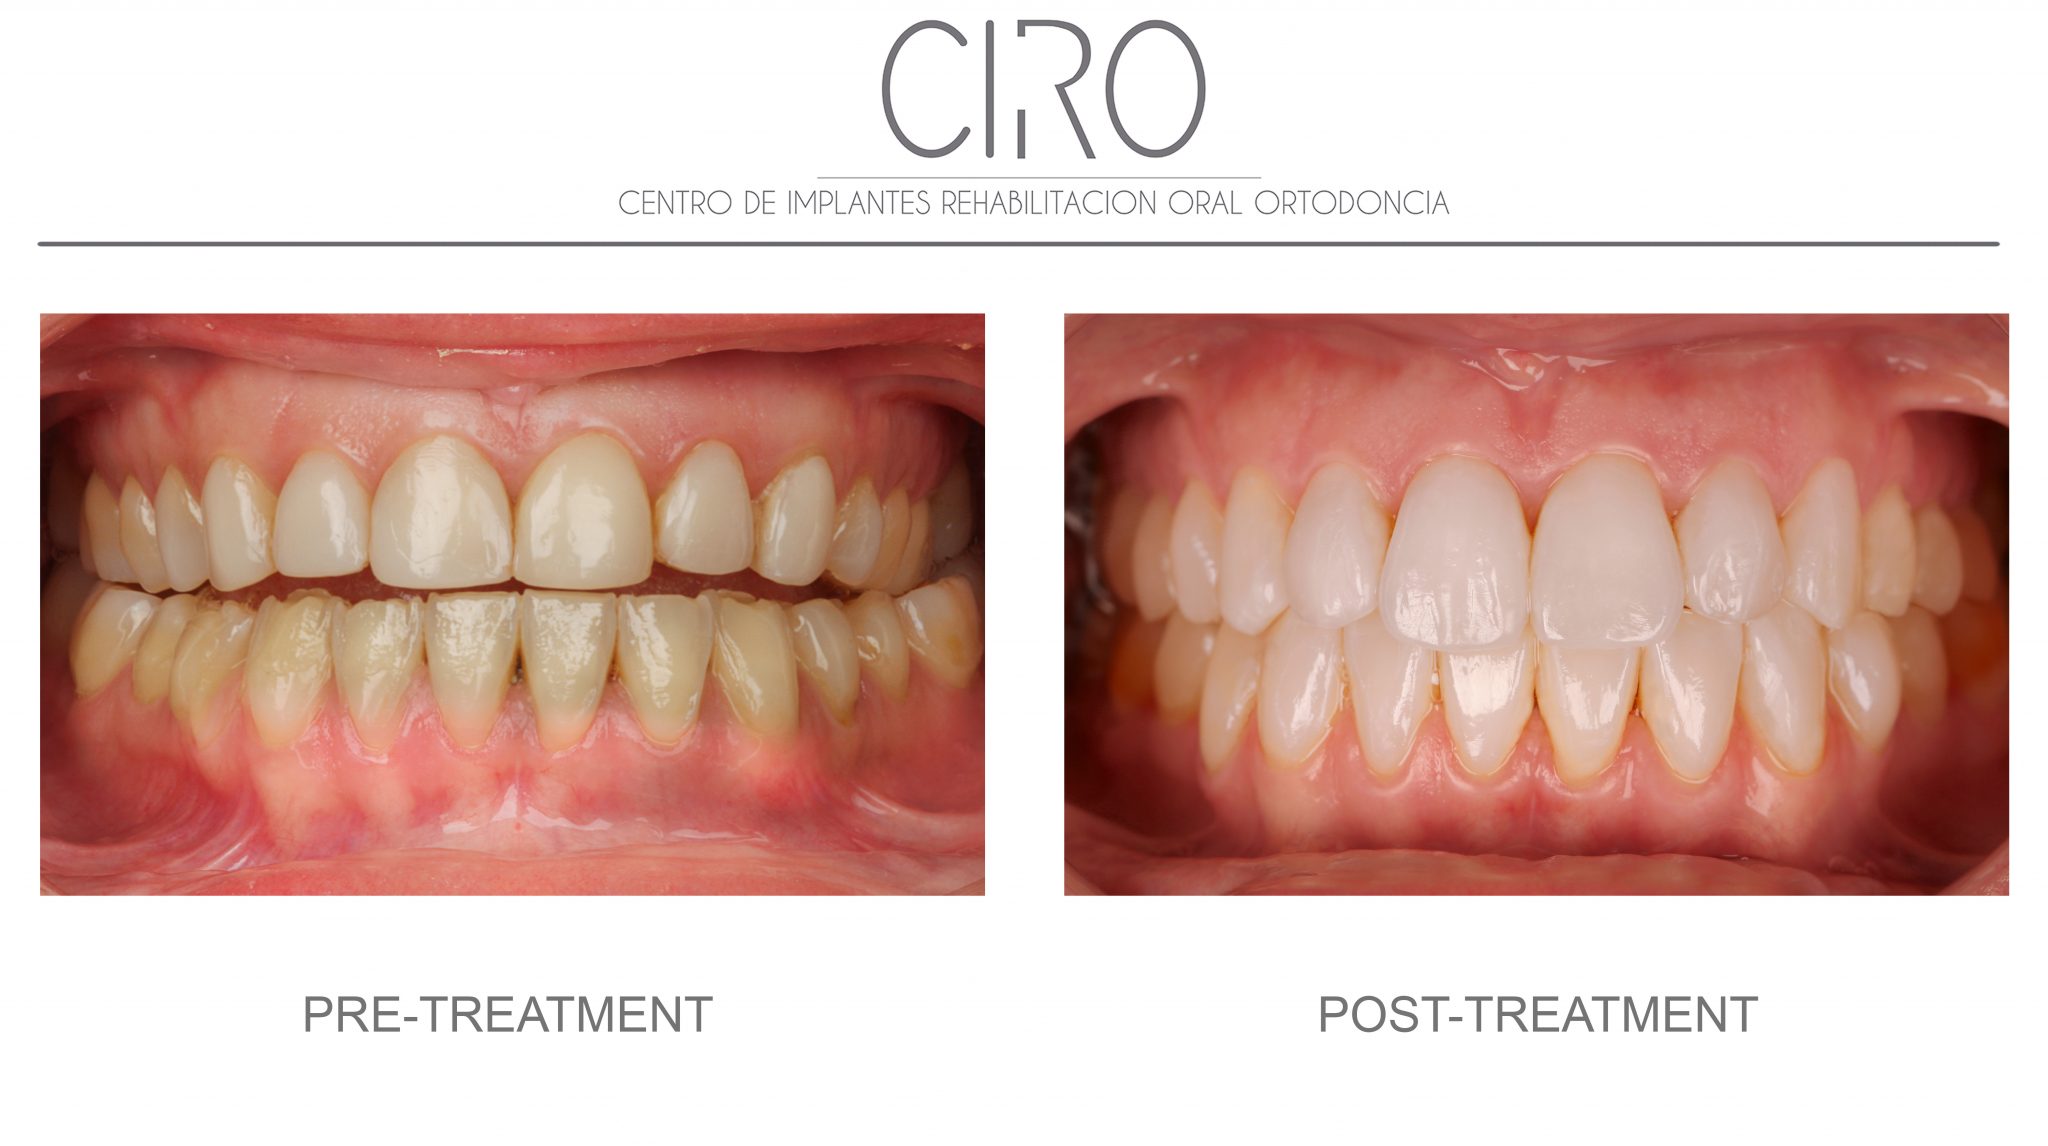 CIRO
CENTRO DE IMPLANTES REHABILITACION ORAL ORTODONCIA
PRE-TREATMENT
POST-TREATMENT